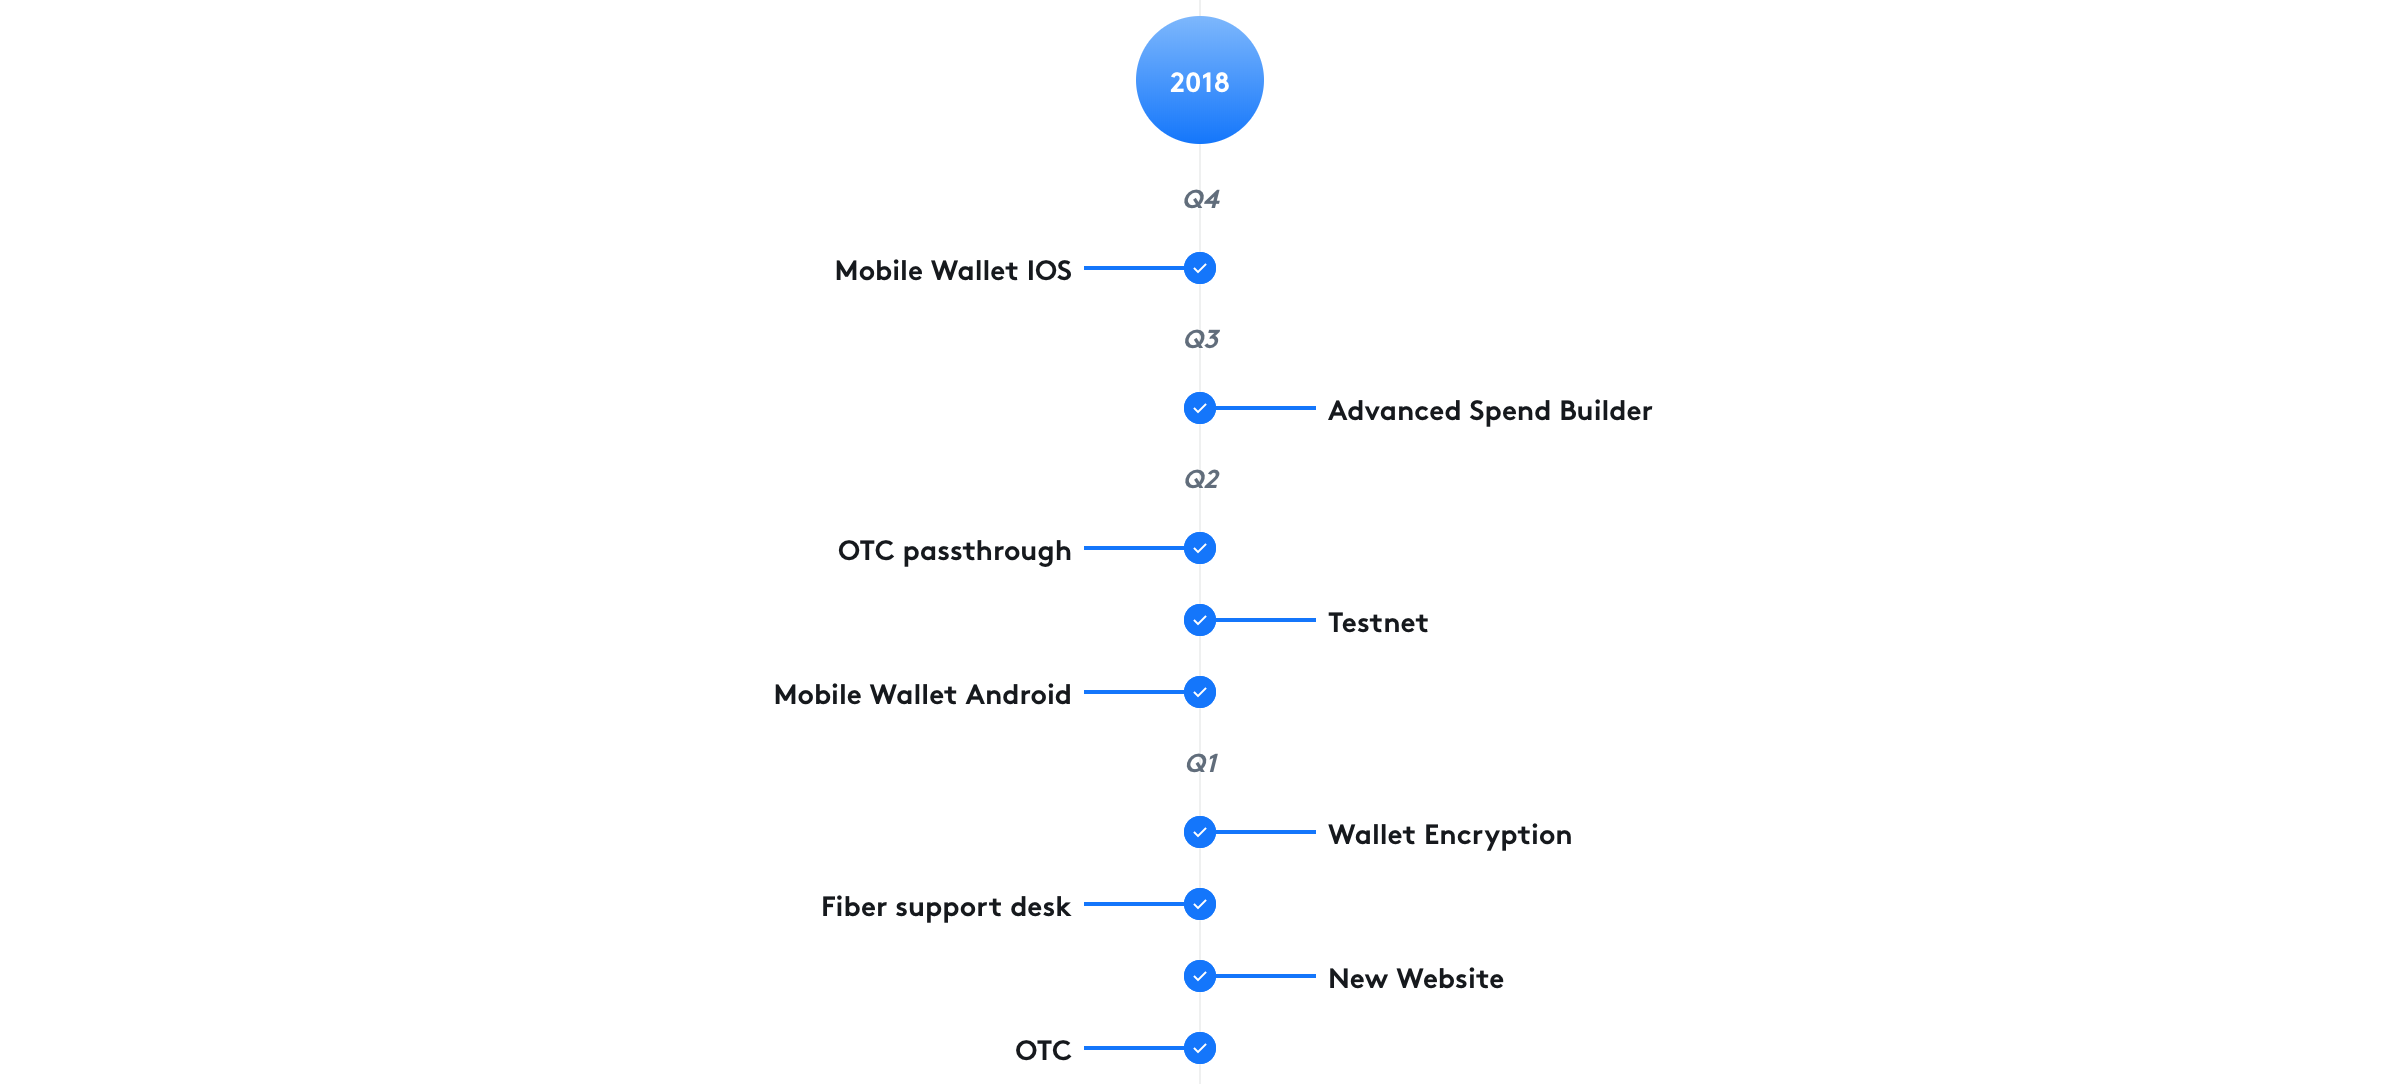 2018
Q4
Mobile Wallet IOS
Q3
Advanced Spend Builder
Q2
OTC passthrough
Testnet
Mobile Wallet Android
Q1
Wallet Encryption
Fiber support desk
New Website
OTC